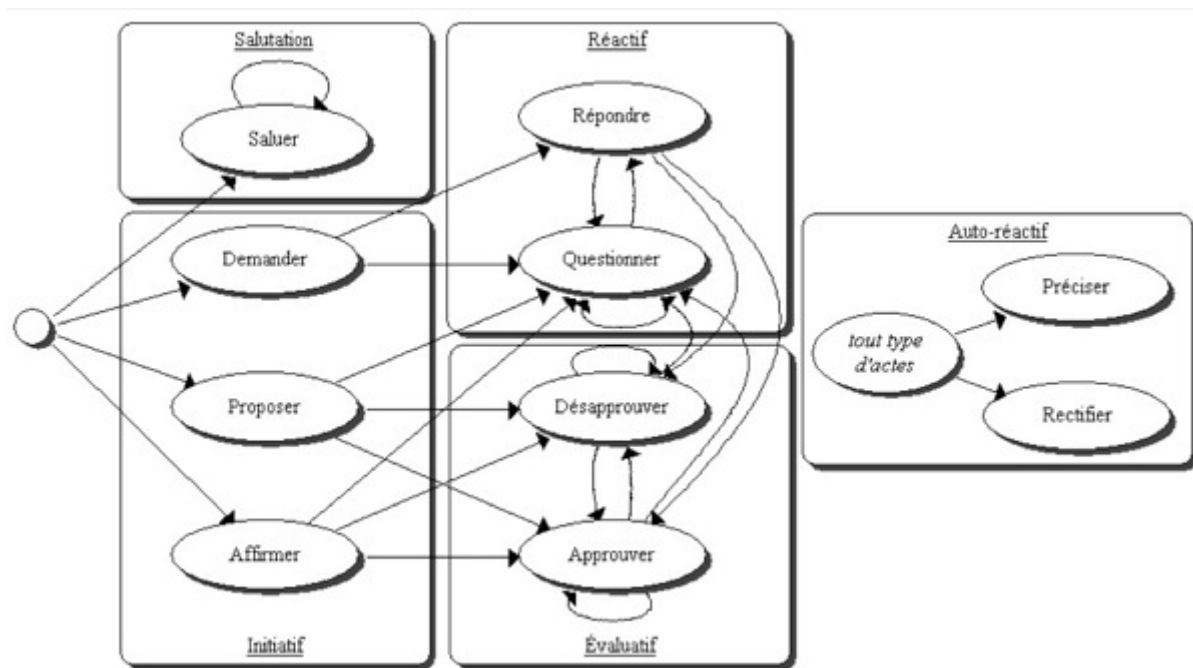 Salutation
Saluer
Réactif
Répondre
Questionner
Demander
Proposer
Affirmer
Initiatif
Désapprouver
Approuver
Évaluatif
Auto-réactif
Préciser
tout type
d'actes
Rectifier